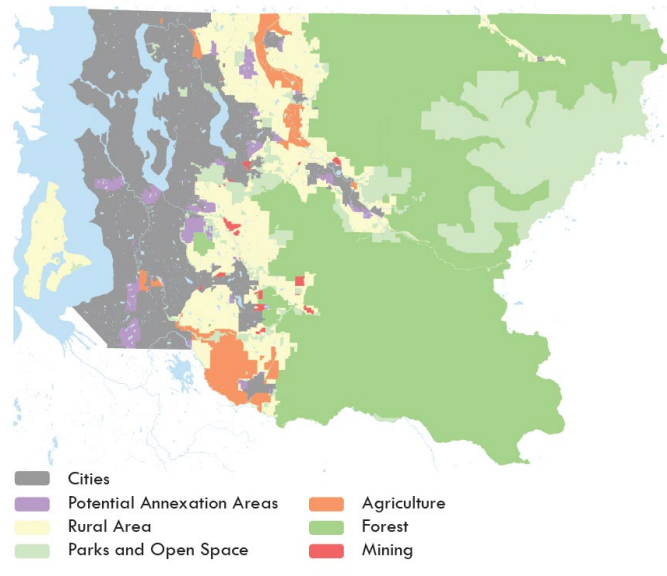 Cities
Potential Annexation Areas
Rural Area
Parks and Open Space
Agriculture
Forest
Mining